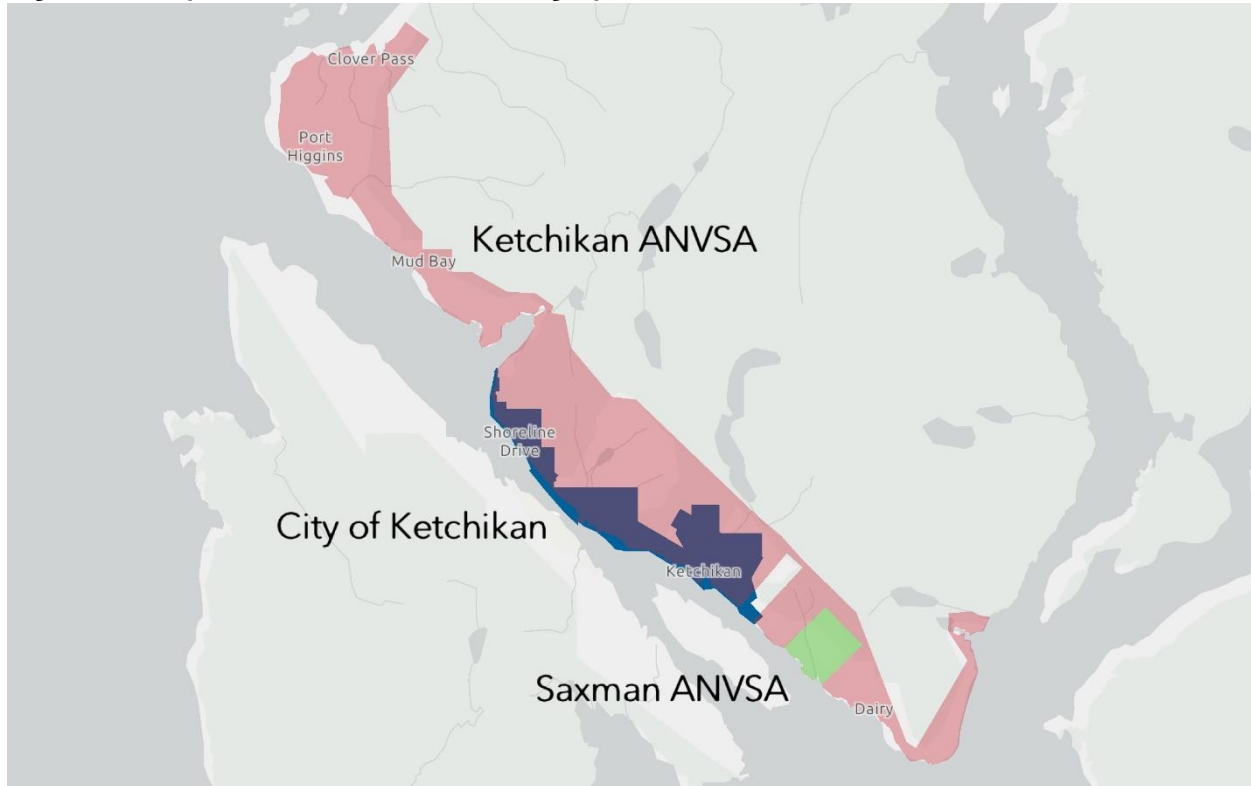 Clover Pass
Port
Higgins
Ketchikan ANVSA
Mud Bay
Shoreline
Drive
City of Ketchikan
Ketchikan
Saxman ANVSA
Dairy